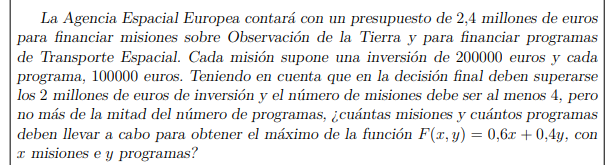 La Agencia Espacial Europea contará con un presupuesto de 2,4 millones de euros
para financiar misiones sobre Observación de la Tierra y para financiar programas
de Transporte Espacial. Cada misión supone una inversión de 200000 euros y cada
programa, 100000 euros. Teniendo en cuenta que en la decisión final deben superarse
los 2 millones de euros de inversión y el número de misiones debe ser al menos 4, pero
no más de la mitad del número de programas, ¿cuántas misiones y cuántos programas
deben llevar a cabo para obtener el máximo de la función F(x, y) = 0,6x + 0,4y, con
x misiones e y programas?